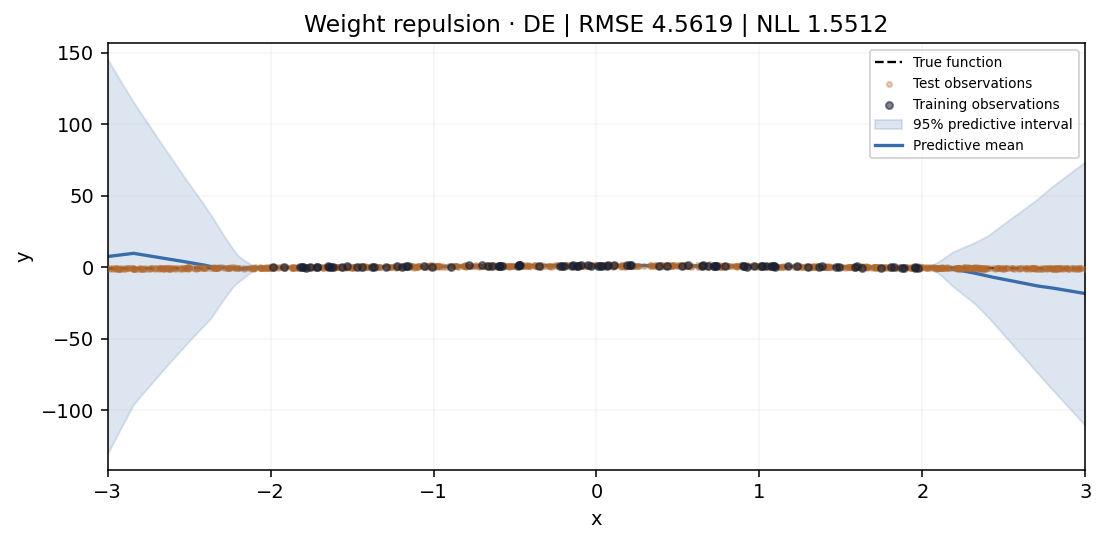 Weight repulsion · DE | RMSE 4.5619 | NLL 1.5512
150
100
50
0
−50
−100
y
−3
−2
−1
0
1
2
3
x
True function
Test observations
Training observations
95% predictive interval
Predictive mean